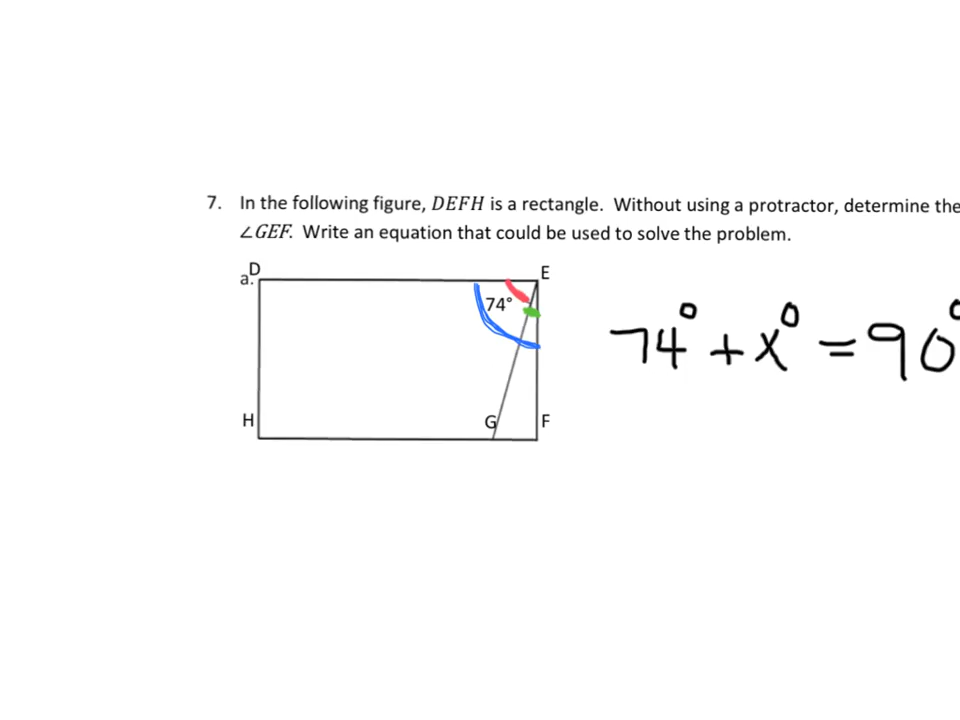 7. In the following figure, DEFH is a rectangle. Without using a protractor, determine the
∠GEF. Write an equation that could be used to solve the problem.
a. D E
74°
74° + x° = 90°
H G F